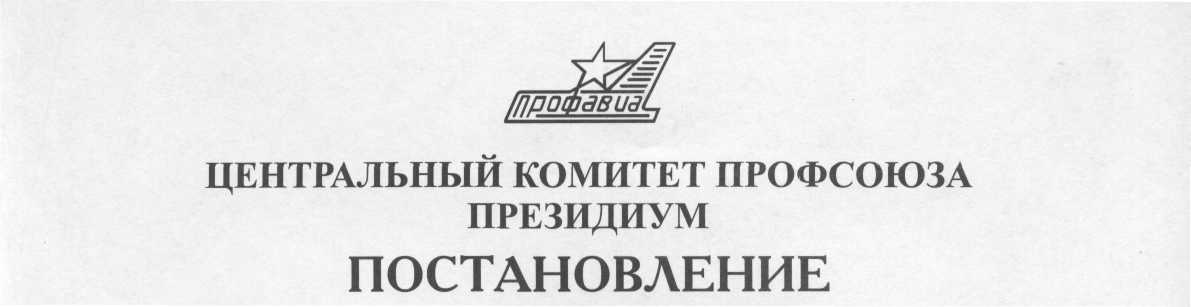 профавиа
ЦЕНТРАЛЬНЫЙ КОМИТЕТ ПРОФСОЮЗА
ПРЕЗИДИУМ
ПОСТАНОВЛЕНИЕ